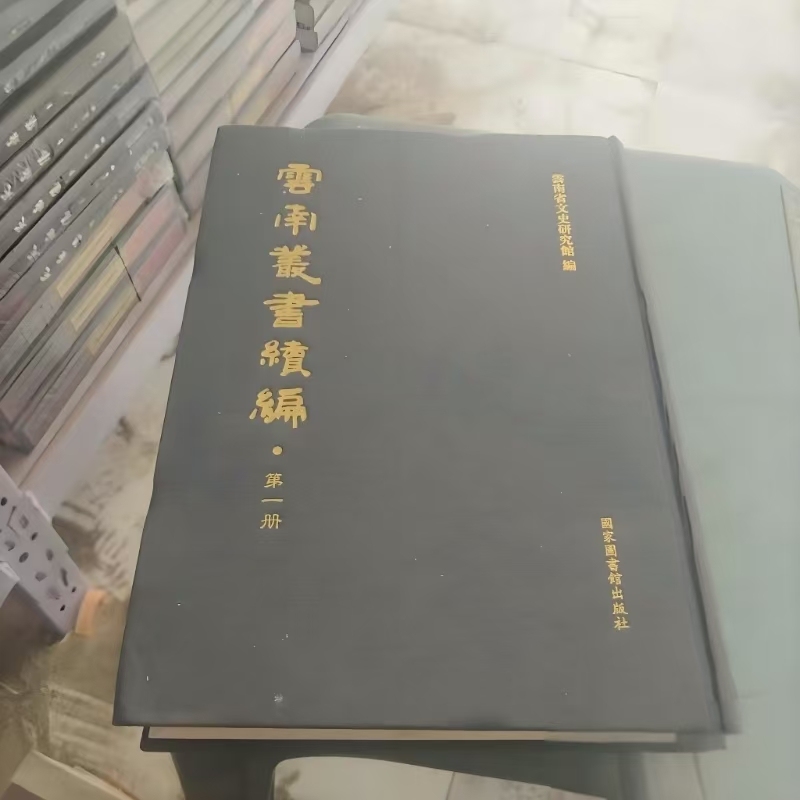 雲南省文史研究館 編
雲南叢書續編·第一册
國家圖書館出版社